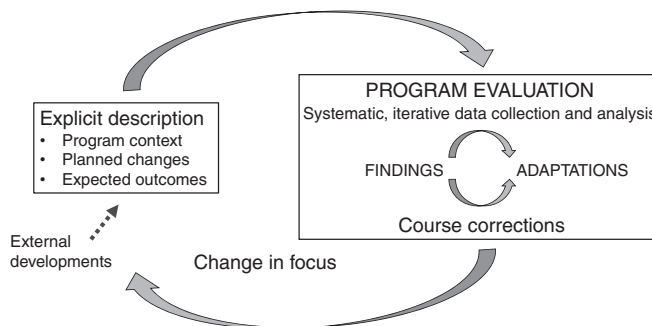 Explicit description
• Program context
• Planned changes
• Expected outcomes
External
developments
PROGRAM EVALUATION
Systematic, iterative data collection and analysis
FINDINGS ADAPTATIONS
Course corrections
Change in focus